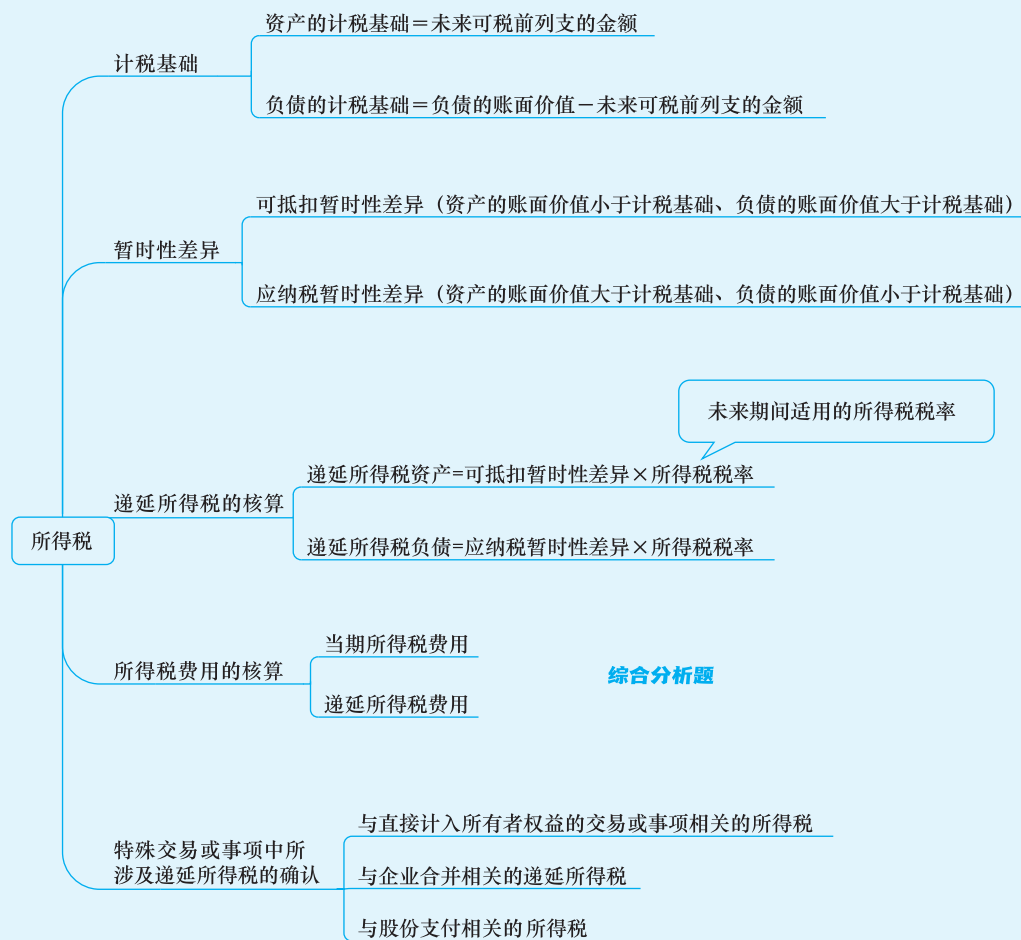 资产的计税基础＝未来可税前列支的金额
计税基础
负债的计税基础＝负债的账面价值－未来可税前列支的金额
可抵扣暂时性差异（资产的账面价值小于计税基础、负债的账面价值大于计税基础）
暂时性差异
应纳税暂时性差异（资产的账面价值大于计税基础、负债的账面价值小于计税基础）
未来期间适用的所得税税率
递延所得税资产=可抵扣暂时性差异×所得税税率
递延所得税的核算
所得税
递延所得税负债=应纳税暂时性差异×所得税税率
当期所得税费用
所得税费用的核算
综合分析题
递延所得税费用
与直接计入所有者权益的交易或事项相关的所得税
特殊交易或事项中所
涉及递延所得税的确认
与企业合并相关的递延所得税
与股份支付相关的所得税